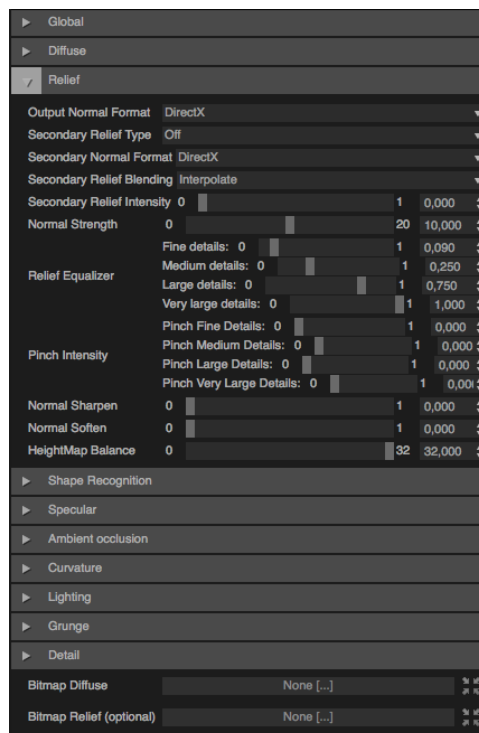 Global
Diffuse
Relief
Output Normal Format DirectX
Secondary Relief Type Off
Secondary Normal Format DirectX
Secondary Relief Blending Interpolate
Secondary Relief Intensity 0 1 0,000
Normal Strength 0 20 10,000
Relief Equalizer
Fine details: 0 1 0,090
Medium details: 0 1 0,250
Large details: 0 1 0,750
Very large details: 0 1 1,000
Pinch Intensity
Pinch Fine Details: 0 1 0,000
Pinch Medium Details: 0 1 0,000
Pinch Large Details: 0 1 0,000
Pinch Very Large Details: 0 1 0,00
Normal Sharpen 0 1 0,000
Normal Soften 0 1 0,000
HeightMap Balance 0 32 32,000
Shape Recognition
Specular
Ambient occlusion
Curvature
Lighting
Grunge
Detail
Bitmap Diffuse None [...]
Bitmap Relief (optional) None [...]